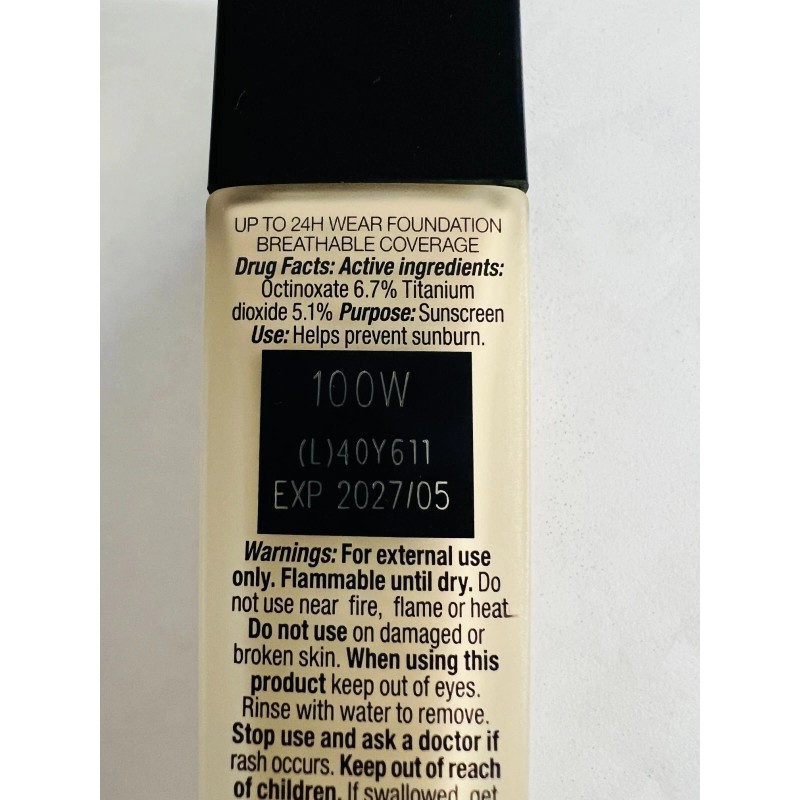 UP TO 24H WEAR FOUNDATION
BREATHABLE COVERAGE
Drug Facts: Active ingredients:
Octinoxate 6.7% Titanium
dioxide 5.1% Purpose: Sunscreen
Use: Helps prevent sunburn.
100W
(L)40Y611
EXP 2027/05
Warnings: For external use
only. Flammable until dry. Do
not use near fire, flame or heat.
Do not use on damaged or
broken skin. When using this
product keep out of eyes.
Rinse with water to remove.
Stop use and ask a doctor if
rash occurs. Keep out of reach
of children. If swallowed, get